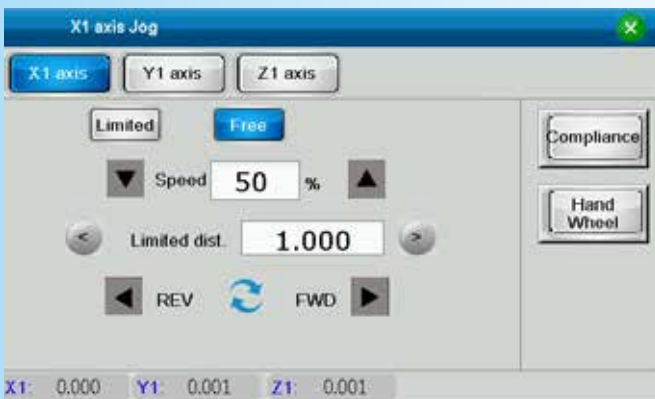 X1 axis Jog
X1 axis Y1 axis Z1 axis
Limited Free
Compliance
Speed 50 %
Hand
Wheel
< Limited dist. 1.000 >
REV FWD
X1: 0.000 Y1: 0.001 Z1: 0.001